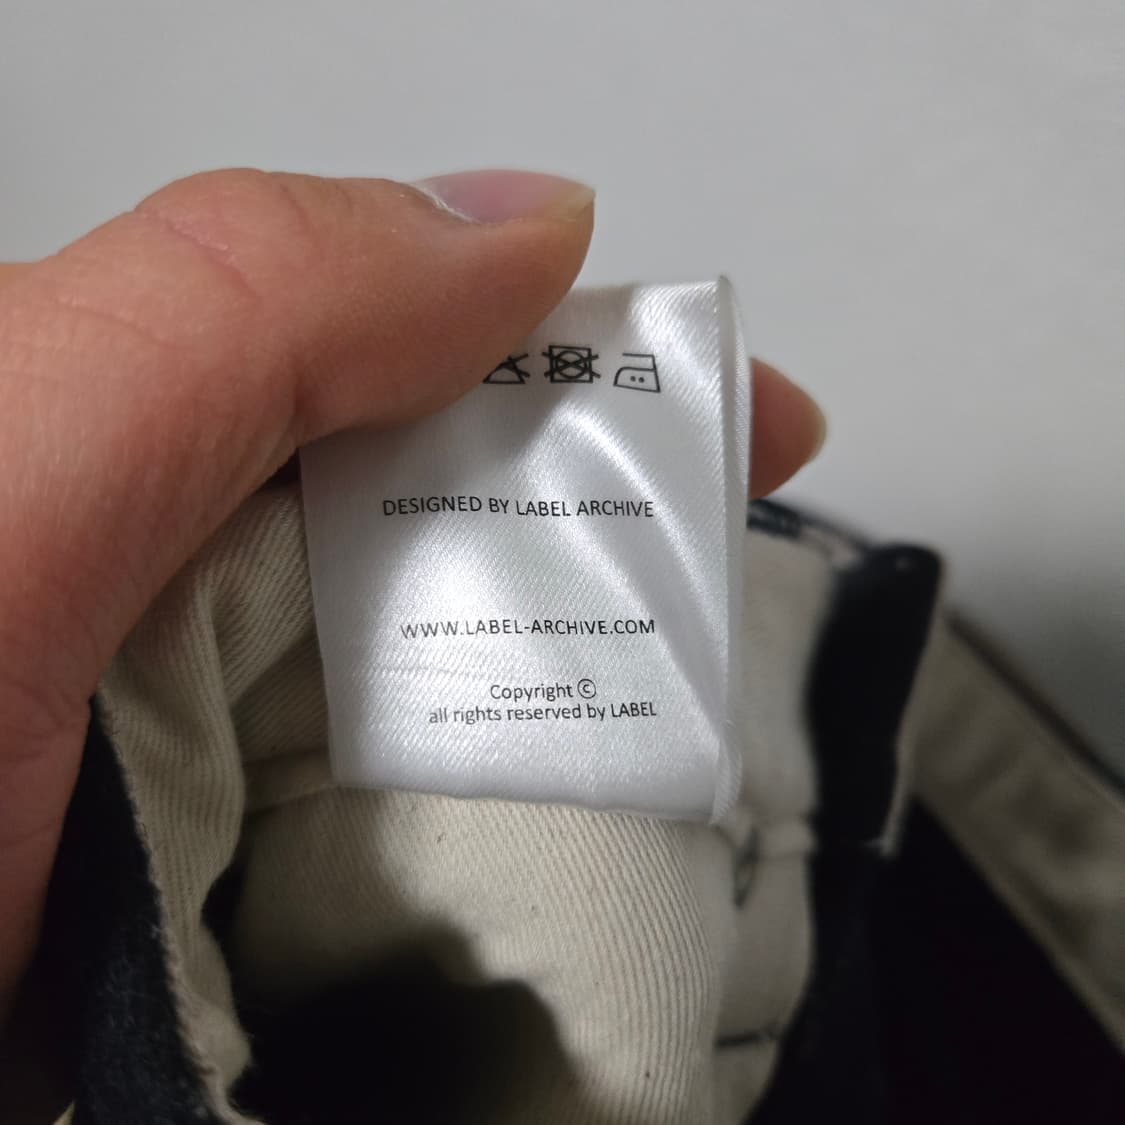 DESIGNED BY LABEL ARCHIVE
WWW.LABEL-ARCHIVE.COM
Copyright ©
all rights reserved by LABEL